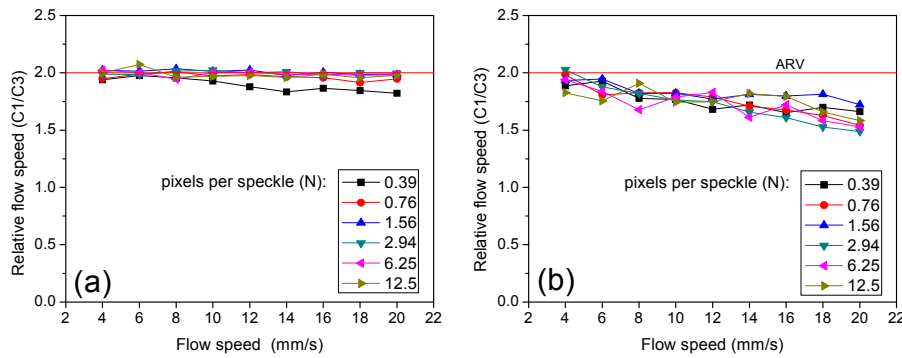 2.5
2.0
1.5
1.0
0.5
0.0
Relative flow speed (C1/C3)
pixels per speckle (N):
0.39
0.76
1.56
2.94
6.25
12.5
(a)
2 4 6 8 10 12 14 16 18 20 22
Flow speed (mm/s)
2.5
2.0
1.5
1.0
0.5
0.0
Relative flow speed (C1/C3)
ARV
pixels per speckle (N):
0.39
0.76
1.56
2.94
6.25
12.5
(b)
2 4 6 8 10 12 14 16 18 20 22
Flow speed (mm/s)